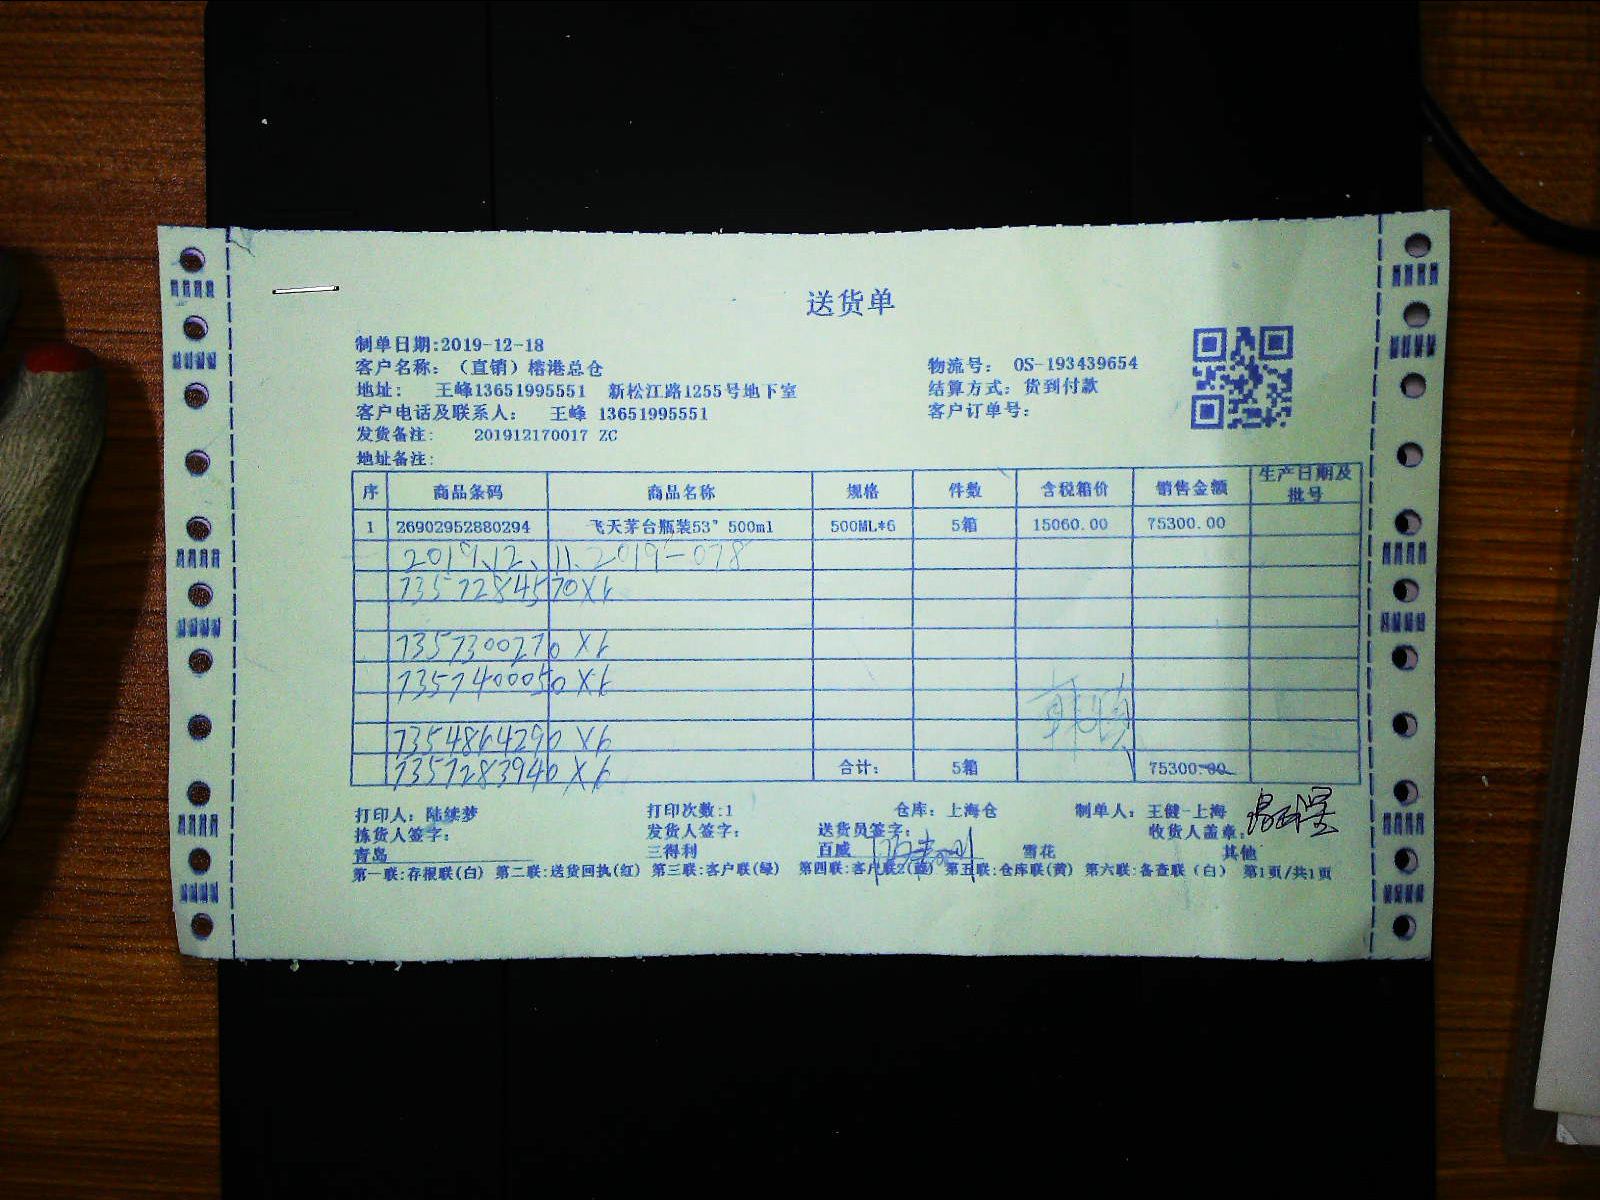 送货单
制单日期:2019-12-18
客户名称: (直销) 楷港总仓
物流号: OS-193439654
地址: 王峰13651995551 新松江路1255号地下室
结算方式: 货到付款
客户电话及联系人: 王峰 13651995551
客户订单号:
发货备注: 201912170017 ZC
地址备注:
序 商品条码 商品名称 规格 件数 含税箱价 销售金额 生产日期及批号
1 26902952880294 飞天茅台瓶装53°500ml 500ML*6 5箱 15060.00 75300.00
2019.12.11.2019-078
7357284570X6
7357300270X6
7357400050X6
7354864290X6
7357283940X6
合计: 5箱 75300.00
打印人: 陆续梦 打印次数:1 仓库: 上海仓 制单人: 王健-上海
拣货人签字: 发货人签字: 送货员签字: 收货人盖章:
青岛 三得利 百威 雪花 其他
第一联:存根联(白) 第二联:送货回执(红) 第三联:客户联(绿) 第四联:客户联2(蓝) 第五联:仓库联(黄) 第六联:备查联(白) 第1页/共1页